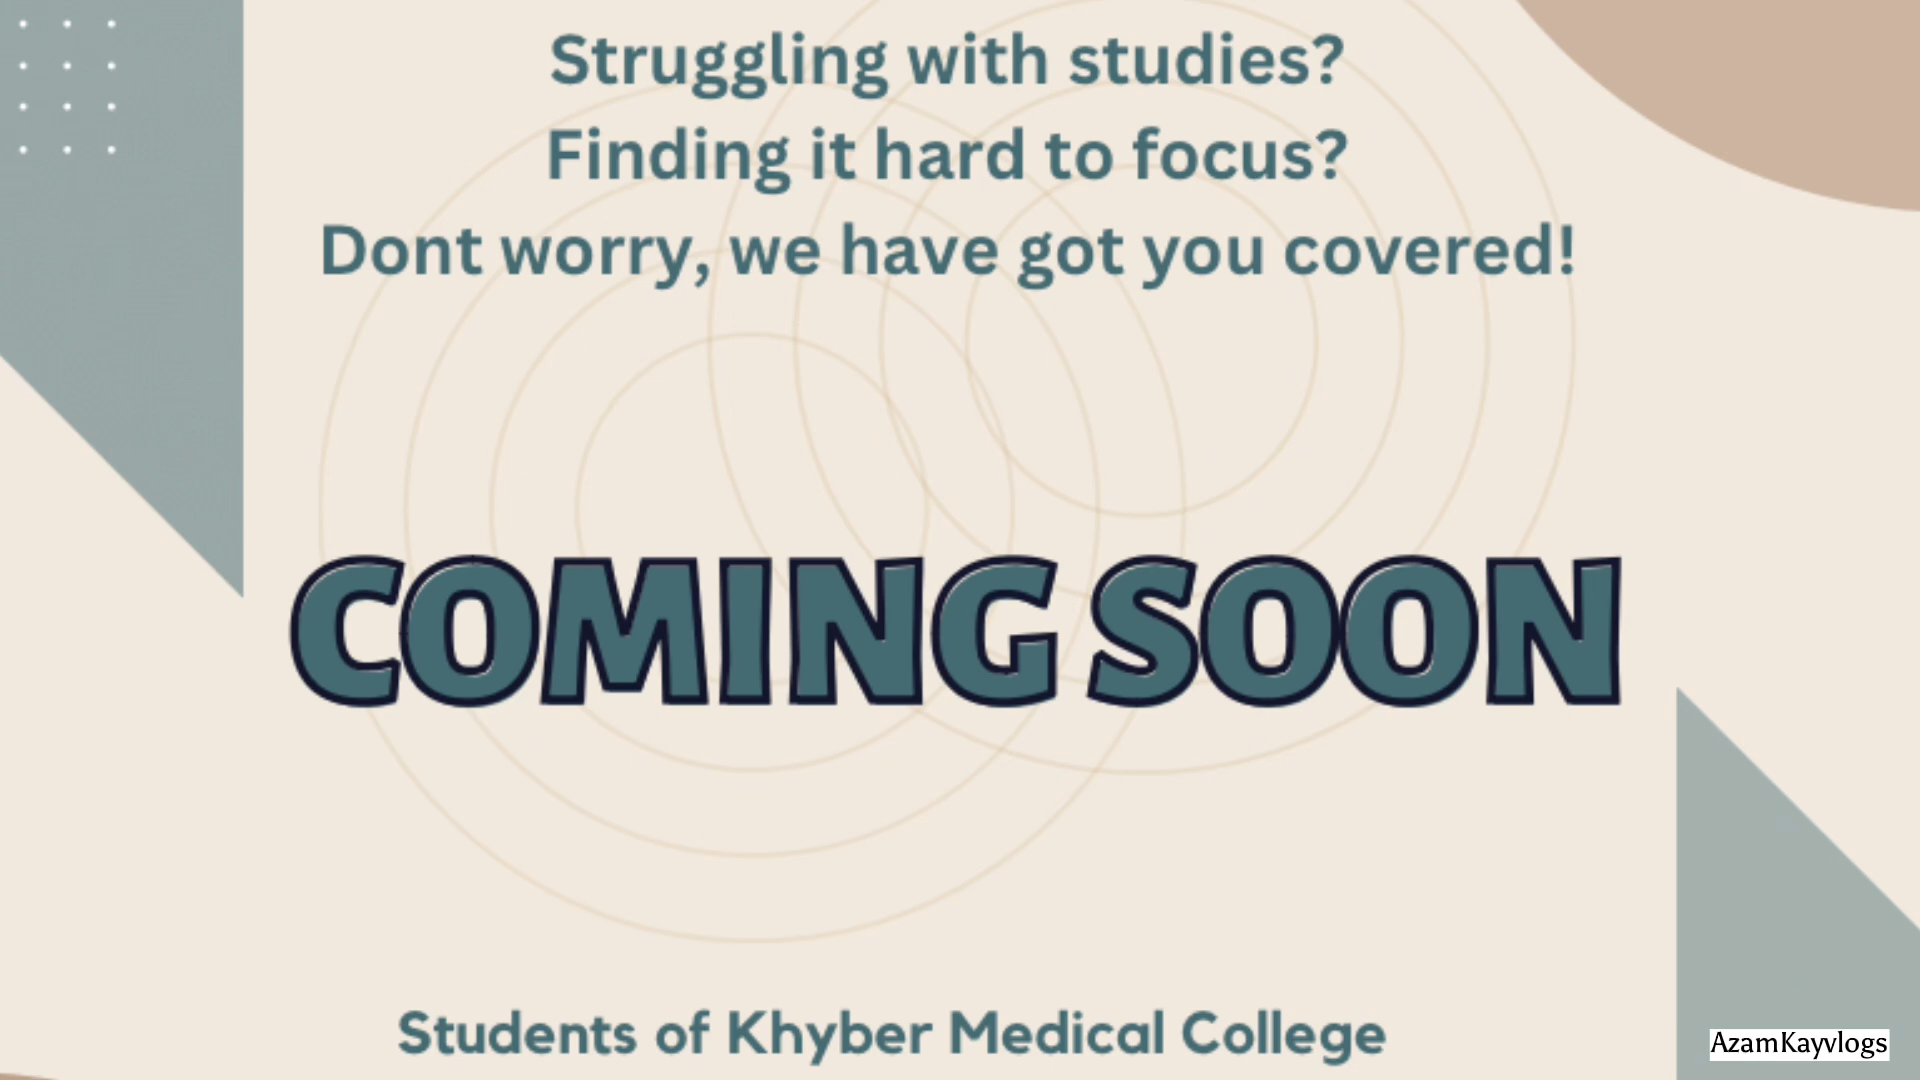 Struggling with studies?
Finding it hard to focus?
Dont worry, we have got you covered!
COMING SOON
Students of Khyber Medical College
AzamKayvlogs